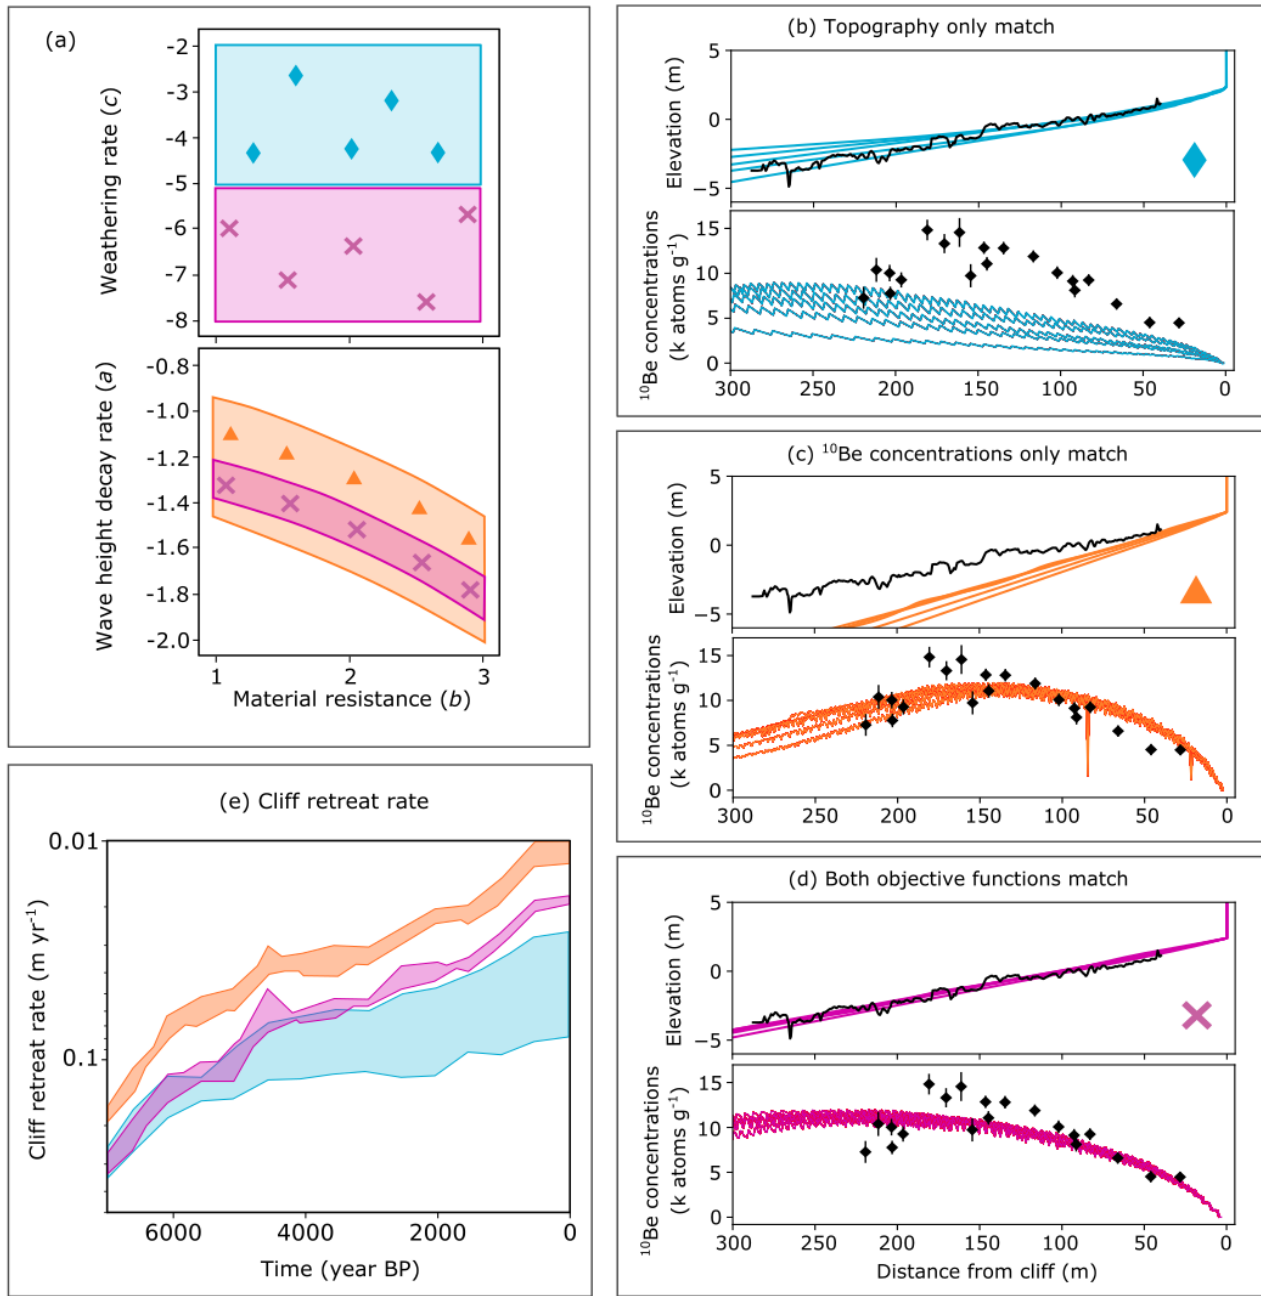 (a)
-2
-3
-4
-5
-6
-7
-8
Weathering rate (c)
-0.8
-1.0
-1.2
-1.4
-1.6
-1.8
-2.0
Wave height decay rate (a)
1 2 3
Material resistance (b)
(b) Topography only match
5
0
−5
Elevation (m)
15
10
5
0
¹⁰Be concentrations
(k atoms g⁻¹)
300 250 200 150 100 50 0
(c) ¹⁰Be concentrations only match
5
0
−5
Elevation (m)
15
10
5
0
¹⁰Be concentrations
(k atoms g⁻¹)
300 250 200 150 100 50 0
(d) Both objective functions match
5
0
−5
Elevation (m)
15
10
5
0
¹⁰Be concentrations
(k atoms g⁻¹)
300 250 200 150 100 50 0
Distance from cliff (m)
(e) Cliff retreat rate
0.01
0.1
Cliff retreat rate (m yr⁻¹)
6000 4000 2000 0
Time (year BP)